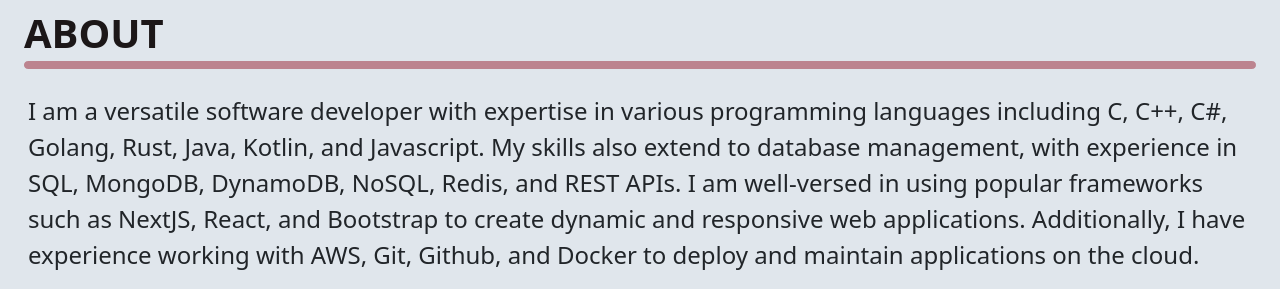 ABOUT
I am a versatile software developer with expertise in various programming languages including C, C++, C#,
Golang, Rust, Java, Kotlin, and Javascript. My skills also extend to database management, with experience in
SQL, MongoDB, DynamoDB, NoSQL, Redis, and REST APIs. I am well-versed in using popular frameworks
such as NextJS, React, and Bootstrap to create dynamic and responsive web applications. Additionally, I have
experience working with AWS, Git, Github, and Docker to deploy and maintain applications on the cloud.